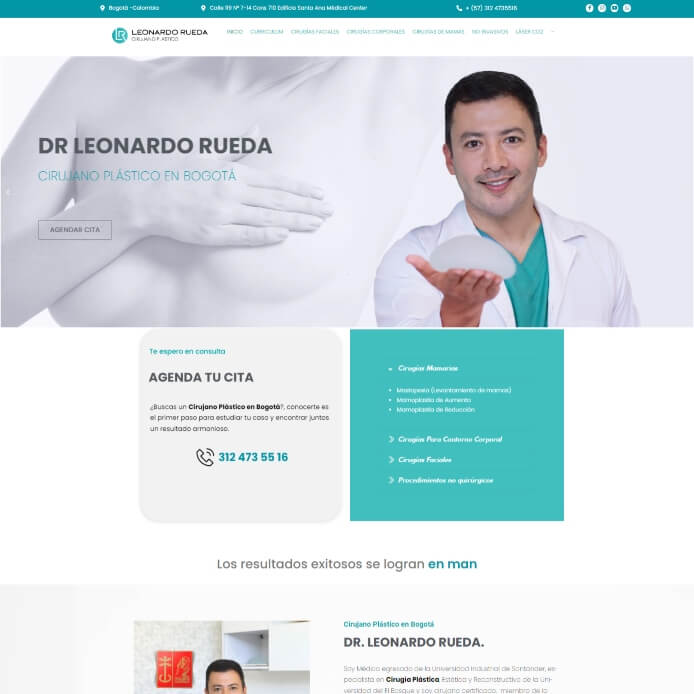 Bogotá -Colombia
Calle 119 Nº 7-14 Cons 710 Edificio Santa Ana Medical Center
+ (57) 312 4735516
LEONARDO RUEDA
CIRUJANO PLÁSTICO
INICIO CURRICULUM CIRUGÍAS FACIALES CIRUGÍAS CORPORALES CIRUGÍAS DE MAMAS NO INVASIVOS LÁSER CO2
DR LEONARDO RUEDA
CIRUJANO PLÁSTICO EN BOGOTÁ
AGENDAR CITA
Te espero en consulta
AGENDA TU CITA
¿Buscas un Cirujano Plástico en Bogotá?, conocerte es
el primer paso para estudiar tu caso y encontrar juntos
un resultado armonioso.
312 473 55 16
Cirugías Mamarias
Mastopexia (Levantamiento de mamas)
Mamoplastia de Aumento
Mamoplastia de Reducción
Cirugías Para Contorno Corporal
Cirugías Faciales
Procedimientos no quirúrgicos
Los resultados exitosos se logran en man
Cirujano Plástico en Bogotá
DR. LEONARDO RUEDA.
Soy Médico egresado de la Universidad Industrial de Santander, es-
pecialista en Cirugía Plástica, Estética y Reconstructiva de la Uni-
versidad del El Bosque y soy cirujano certificado, miembro de la